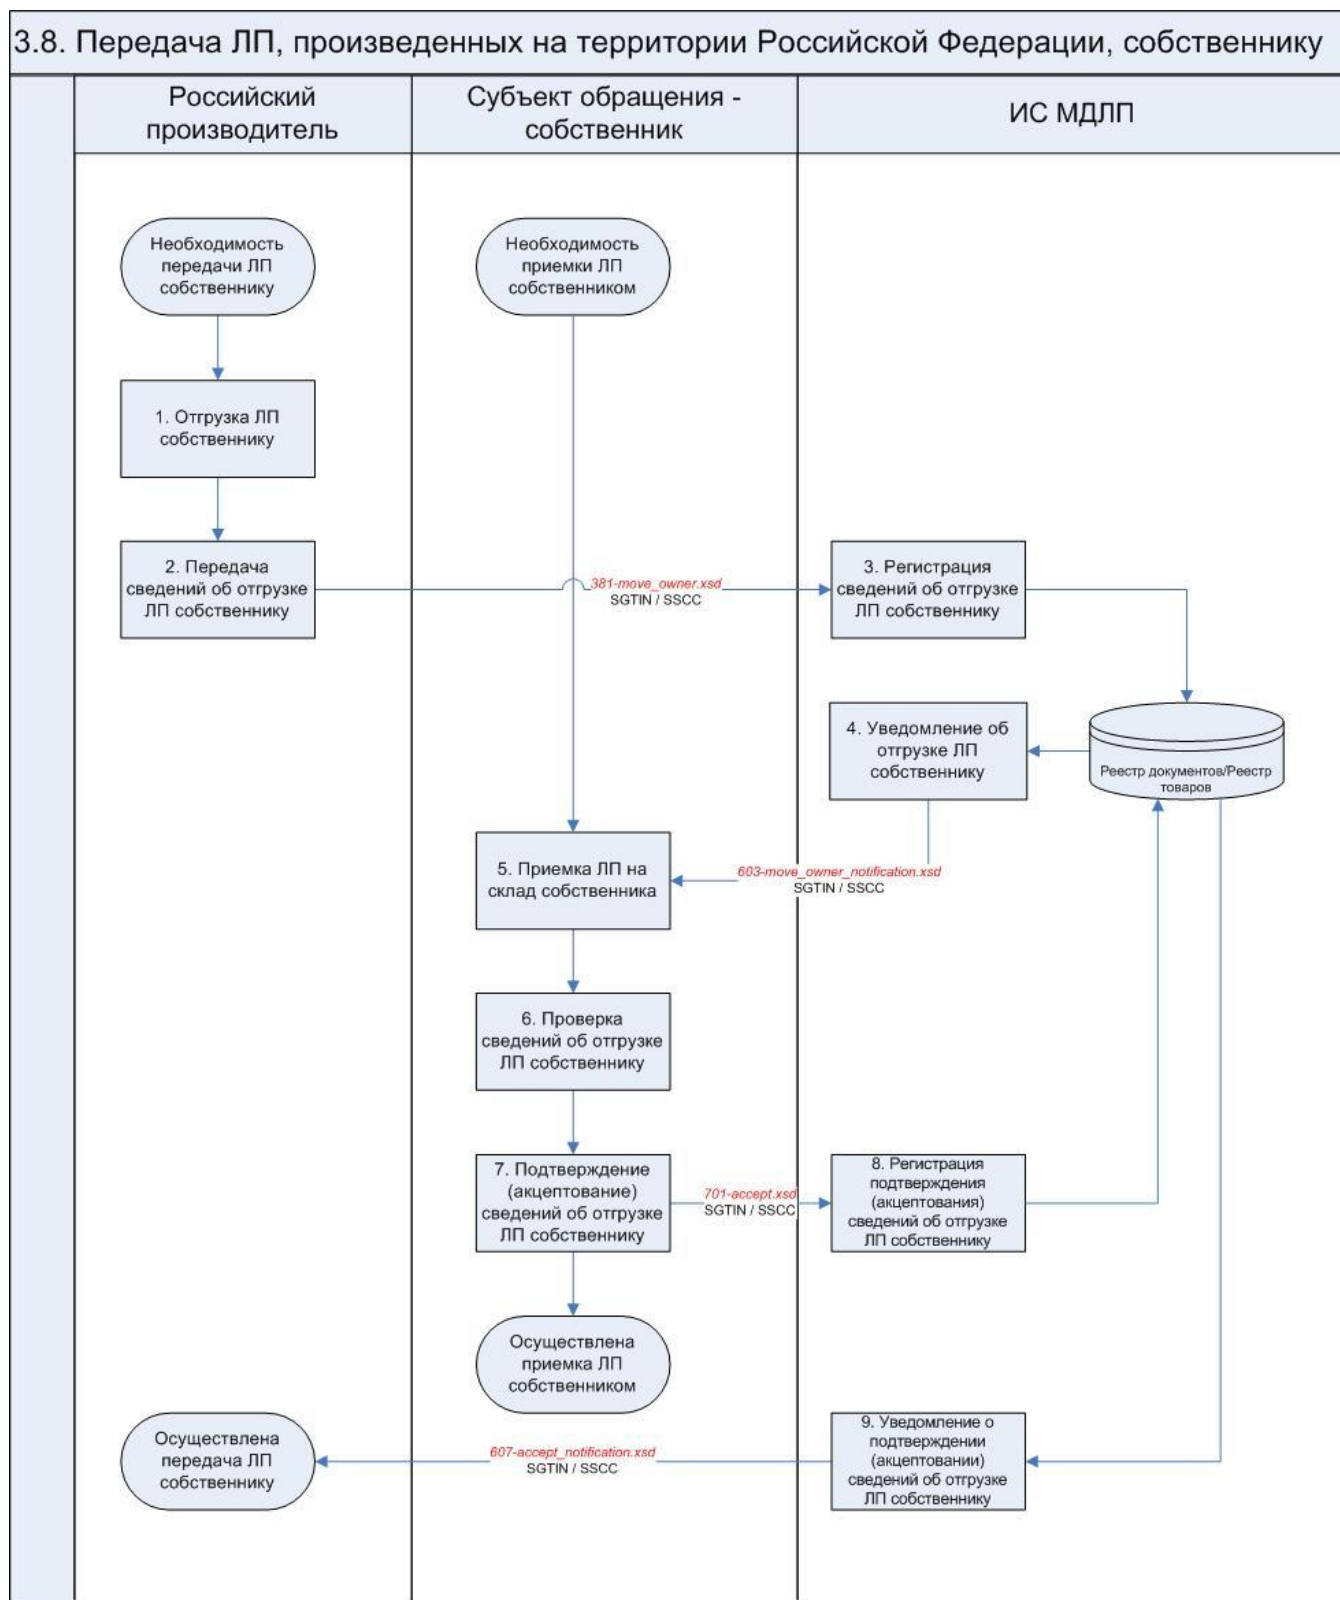 3.8. Передача ЛП, произведенных на территории Российской Федерации, собственнику
Российский
производитель
Субъект обращения -
собственник
ИС МДЛП
Необходимость
передачи ЛП
собственнику
Необходимость
приемки ЛП
собственником
1. Отгрузка ЛП
собственнику
2. Передача
сведений об отгрузке
ЛП собственнику
381-move_owner.xsd
SGTIN / SSCC
3. Регистрация
сведений об отгрузке
ЛП собственнику
4. Уведомление об
отгрузке ЛП
собственнику
Реестр документов/Реестр
товаров
5. Приемка ЛП на
склад собственника
603-move_owner_notification.xsd
SGTIN / SSCC
6. Проверка
сведений об отгрузке
ЛП собственнику
7. Подтверждение
(акцептование)
сведений об отгрузке
ЛП собственнику
701-accept.xsd
SGTIN / SSCC
8. Регистрация
подтверждения
(акцептования)
сведений об отгрузке
ЛП собственнику
Осуществлена
приемка ЛП
собственником
Осуществлена
передача ЛП
собственнику
607-accept_notification.xsd
SGTIN / SSCC
9. Уведомление о
подтверждении
(акцептовании)
сведений об отгрузке
ЛП собственнику